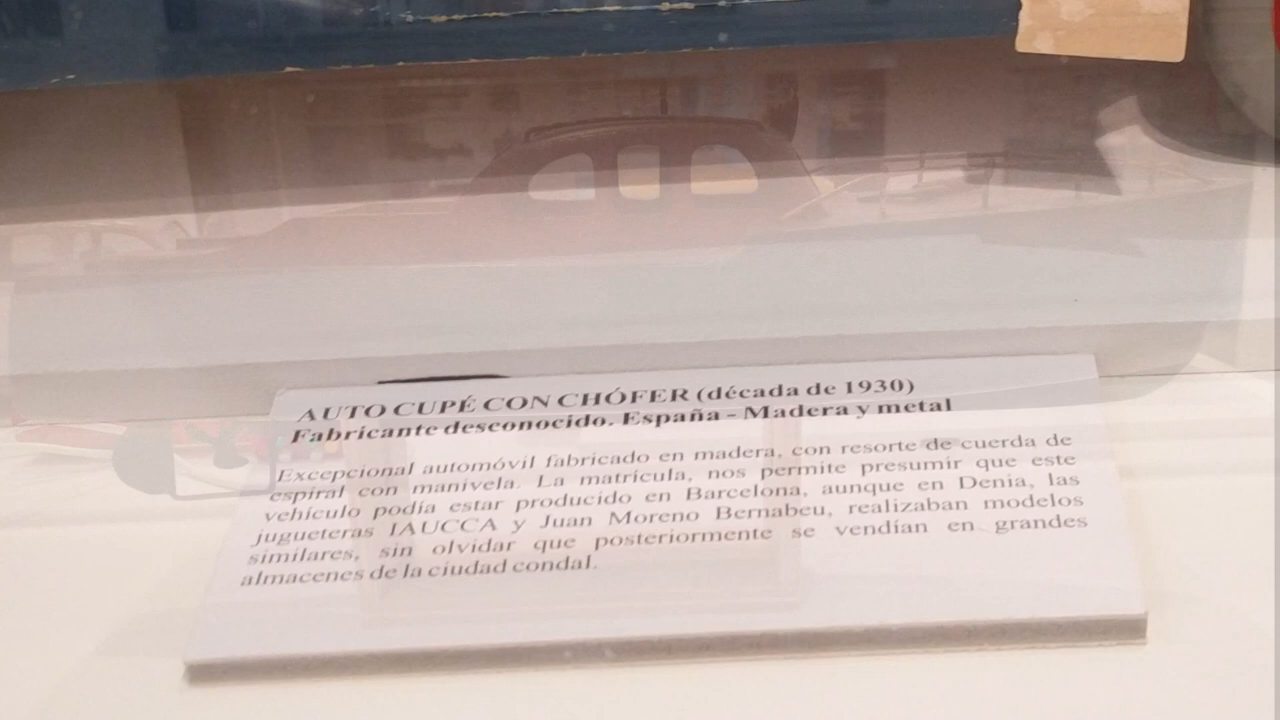 AUTO CUPÉ CON CHÓFER (década de 1930)
Fabricante desconocido. España - Madera y metal
Excepcional automóvil fabricado en madera, con resorte de cuerda de
espiral con manivela. La matrícula, nos permite presumir que este
vehículo podía estar producido en Barcelona, aunque en Denia, las
jugueteras IAUCCA y Juan Moreno Bernabeu, realizaban modelos
similares, sin olvidar que posteriormente se vendían en grandes
almacenes de la ciudad condal.